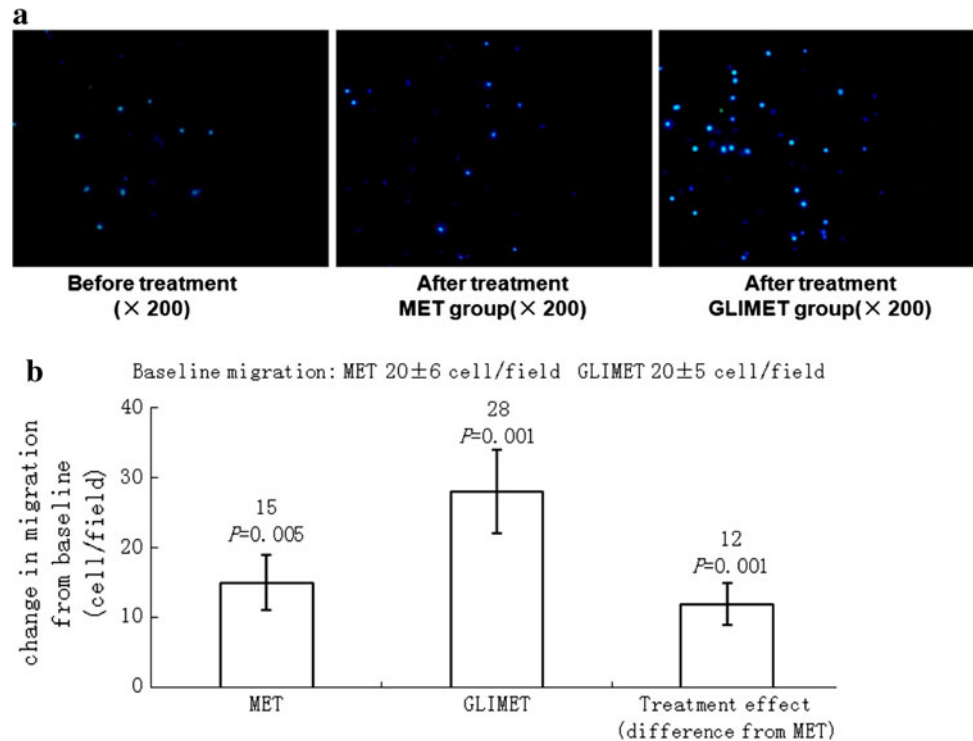 a
Before treatment
(× 200)
After treatment
MET group(× 200)
After treatment
GLIMET group(× 200)
b
Baseline migration: MET 20±6 cell/field GLIMET 20±5 cell/field
change in migration
from baseline
(cell/field)
40
30
20
10
0
15
P=0.005
28
P=0.001
12
P=0.001
MET
GLIMET
Treatment effect
(difference from MET)